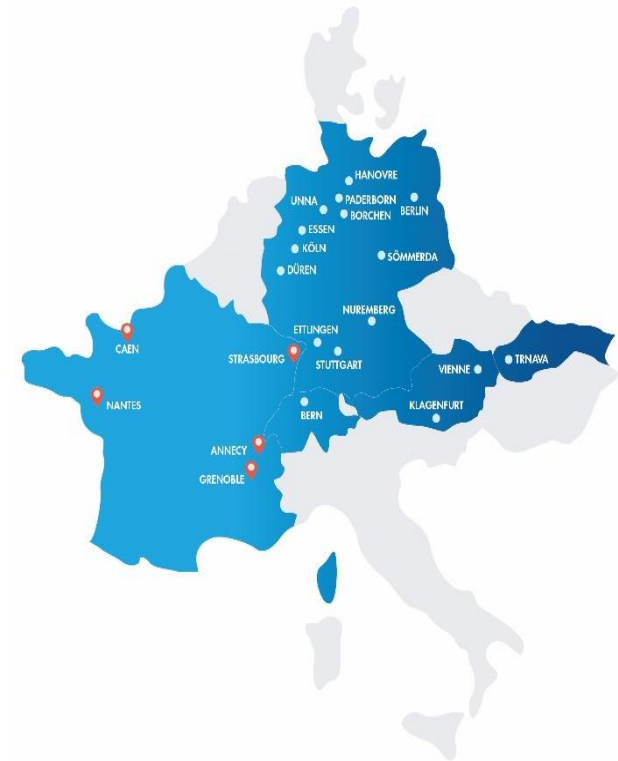 HANOVRE
UNNA
PADERBORN
BORCHEN
BERLIN
ESSEN
KÖLN
SÖMMERDA
DÜREN
NUREMBERG
ETTLINGEN
CAEN
STRASBOURG
STUTTGART
VIENNE
TRNAVA
NANTES
BERN
KLAGENFURT
ANNECY
GRENOBLE